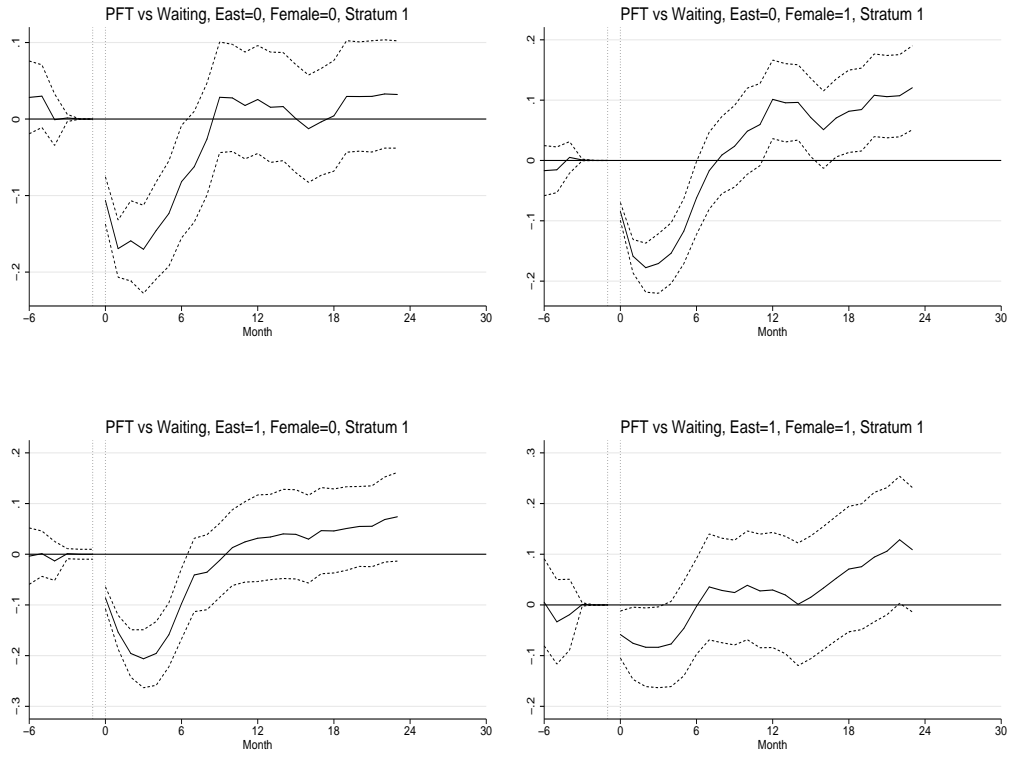 PFT vs Waiting, East=0, Female=0, Stratum 1
.1
0
-.1
-.2
−6 0 6 12 18 24 30
Month
PFT vs Waiting, East=0, Female=1, Stratum 1
.2
.1
0
-.1
-.2
−6 0 6 12 18 24 30
Month
PFT vs Waiting, East=1, Female=0, Stratum 1
.2
.1
0
-.1
-.2
-.3
−6 0 6 12 18 24 30
Month
PFT vs Waiting, East=1, Female=1, Stratum 1
.3
.2
.1
0
-.1
-.2
−6 0 6 12 18 24 30
Month